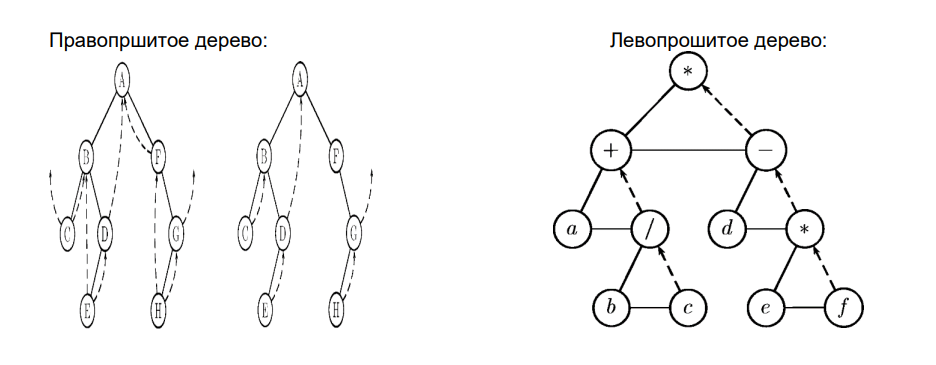 Правопршитое дерево:
Левопрошитое дерево:
A
B
F
C
D
G
E
H
A
B
F
C
D
G
E
H
*
+
−
a
/
d
*
b
c
e
f